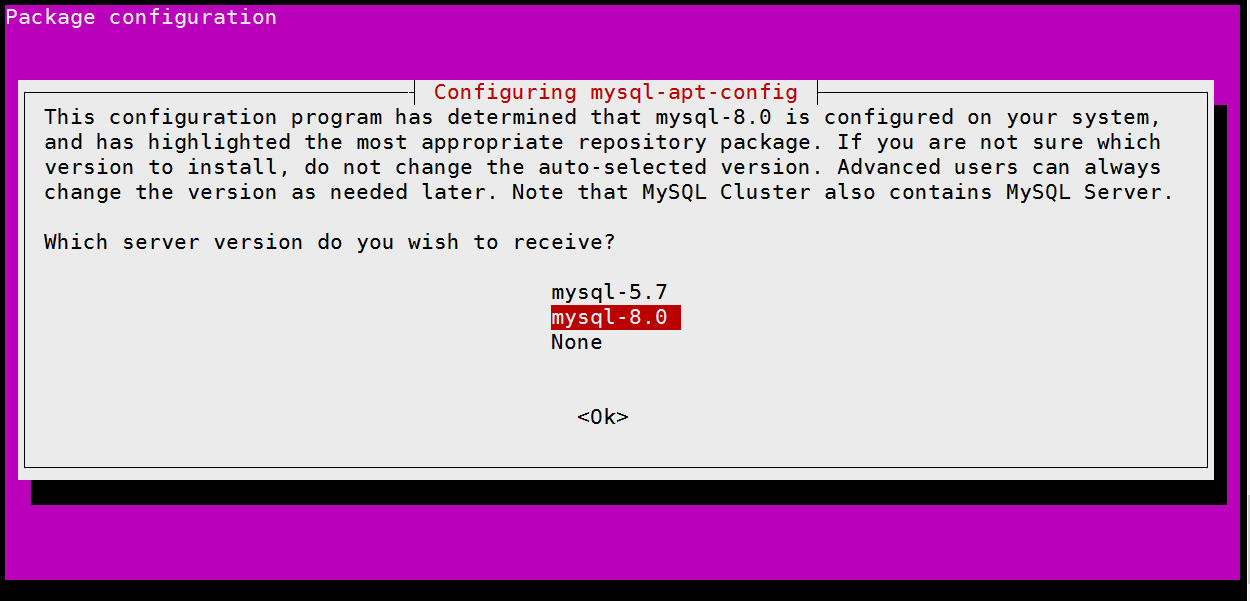 Package configuration
Configuring mysql-apt-config
This configuration program has determined that mysql-8.0 is configured on your system,
and has highlighted the most appropriate repository package. If you are not sure which
version to install, do not change the auto-selected version. Advanced users can always
change the version as needed later. Note that MySQL Cluster also contains MySQL Server.
Which server version do you wish to receive?
mysql-5.7
mysql-8.0
None
<Ok>